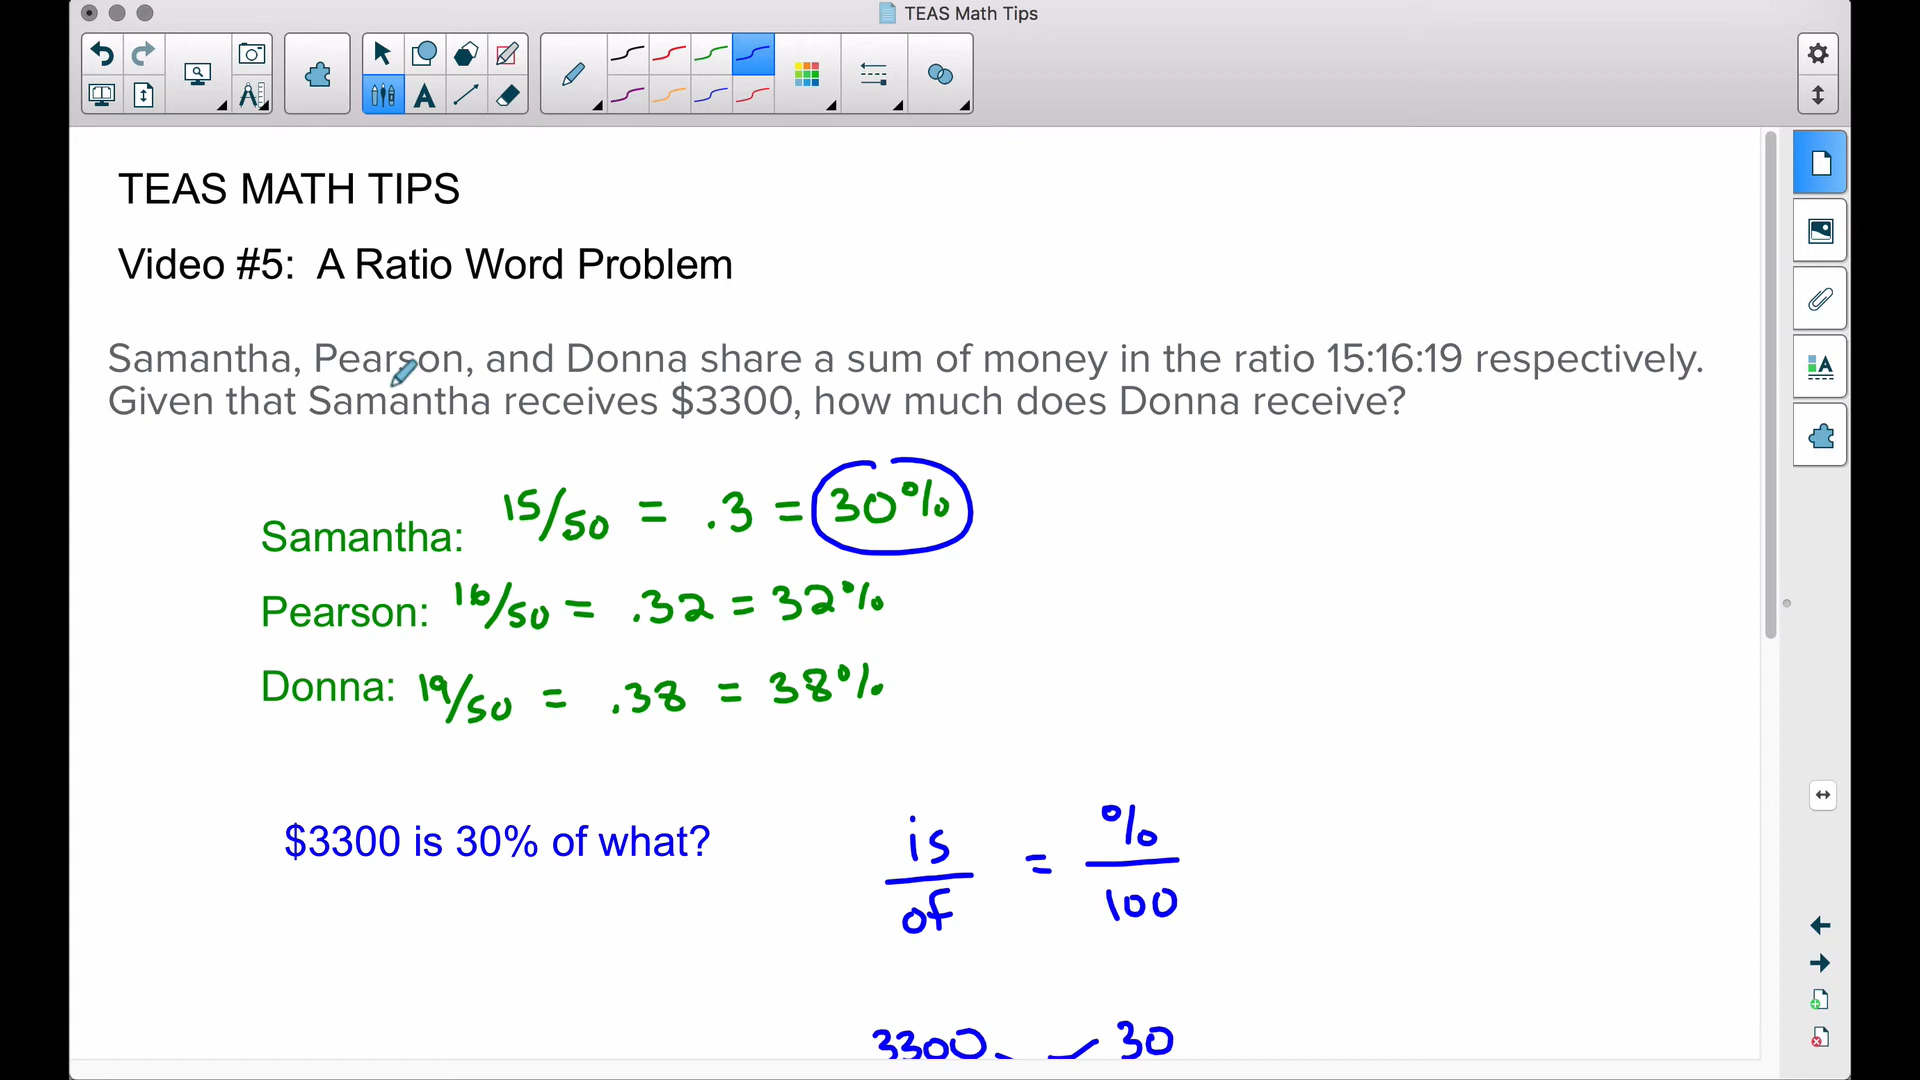 TEAS Math Tips
TEAS MATH TIPS
Video #5: A Ratio Word Problem
Samantha, Pearson, and Donna share a sum of money in the ratio 15:16:19 respectively.
Given that Samantha receives $3300, how much does Donna receive?
Samantha: 15/50 = .3 = 30%
Pearson: 16/50 = .32 = 32%
Donna: 19/50 = .38 = 38%
$3300 is 30% of what?
is/of = %/100
3300 30